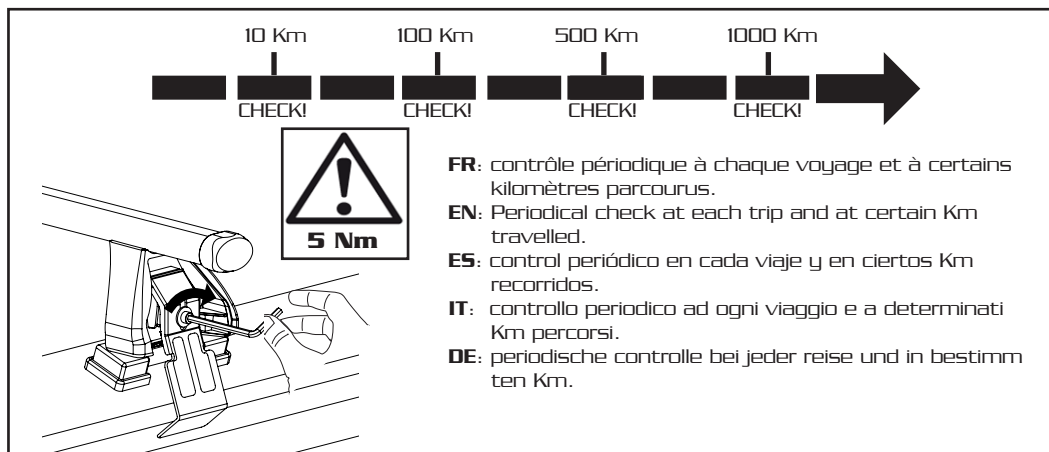 10 Km 100 Km 500 Km 1000 Km
CHECK! CHECK! CHECK! CHECK!
5 Nm
FR: contrôle périodique à chaque voyage et à certains
kilomètres parcourus.
EN: Periodical check at each trip and at certain Km
travelled.
ES: control periódico en cada viaje y en ciertos Km
recorridos.
IT: controllo periodico ad ogni viaggio e a determinati
Km percorsi.
DE: periodische controlle bei jeder reise und in bestimm
ten Km.